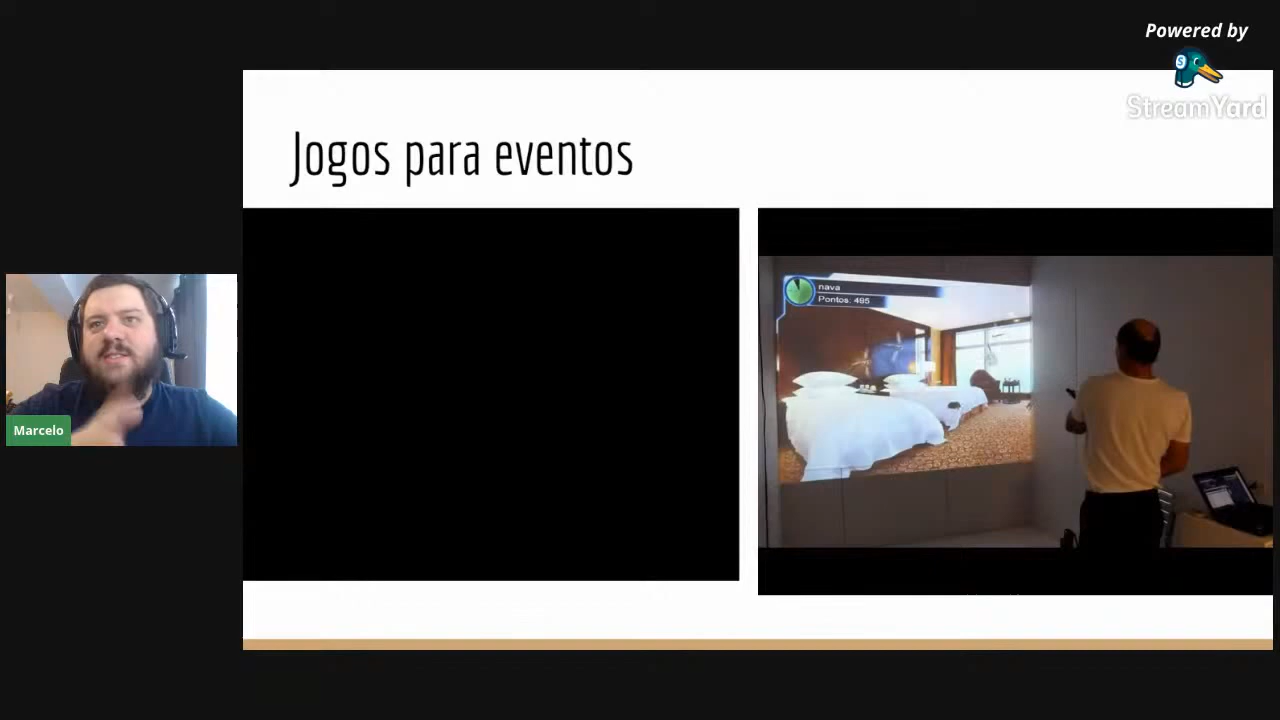 Powered by
StreamYard
Jogos para eventos
nava
Pontos: 495
Marcelo